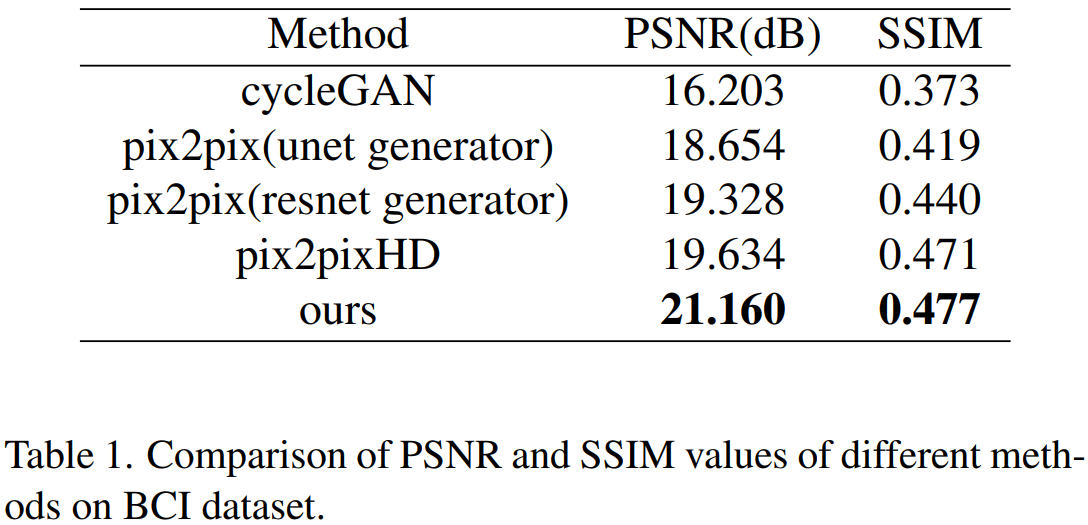 Method PSNR(dB) SSIM
cycleGAN 16.203 0.373
pix2pix(unet generator) 18.654 0.419
pix2pix(resnet generator) 19.328 0.440
pix2pixHD 19.634 0.471
ours 21.160 0.477
Table 1. Comparison of PSNR and SSIM values of different meth-
ods on BCI dataset.